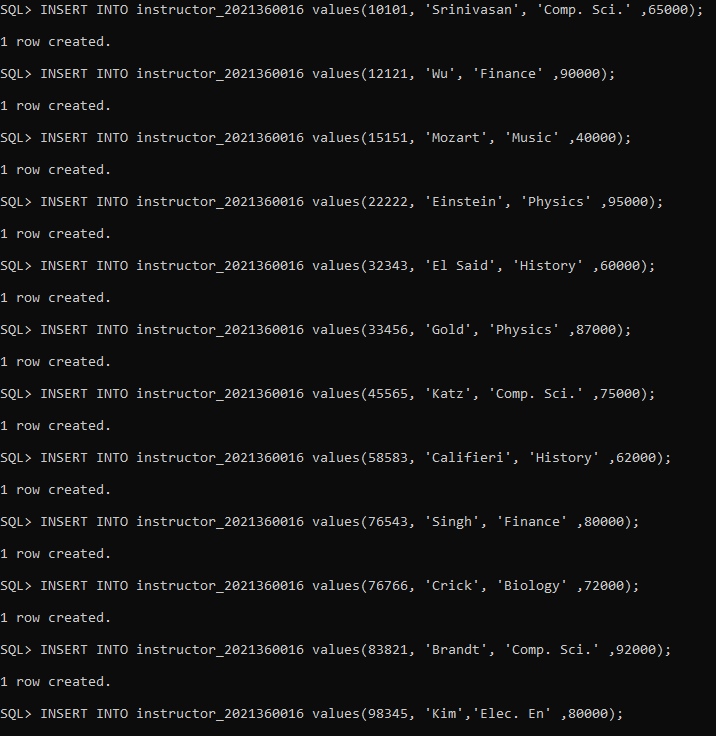 SQL> INSERT INTO instructor_2021360016 values(10101, 'Srinivasan', 'Comp. Sci.' ,65000);
1 row created.
SQL> INSERT INTO instructor_2021360016 values(12121, 'Wu', 'Finance' ,90000);
1 row created.
SQL> INSERT INTO instructor_2021360016 values(15151, 'Mozart', 'Music' ,40000);
1 row created.
SQL> INSERT INTO instructor_2021360016 values(22222, 'Einstein', 'Physics' ,95000);
1 row created.
SQL> INSERT INTO instructor_2021360016 values(32343, 'El Said', 'History' ,60000);
1 row created.
SQL> INSERT INTO instructor_2021360016 values(33456, 'Gold', 'Physics' ,87000);
1 row created.
SQL> INSERT INTO instructor_2021360016 values(45565, 'Katz', 'Comp. Sci.' ,75000);
1 row created.
SQL> INSERT INTO instructor_2021360016 values(58583, 'Califieri', 'History' ,62000);
1 row created.
SQL> INSERT INTO instructor_2021360016 values(76543, 'Singh', 'Finance' ,80000);
1 row created.
SQL> INSERT INTO instructor_2021360016 values(76766, 'Crick', 'Biology' ,72000);
1 row created.
SQL> INSERT INTO instructor_2021360016 values(83821, 'Brandt', 'Comp. Sci.' ,92000);
1 row created.
SQL> INSERT INTO instructor_2021360016 values(98345, 'Kim','Elec. En' ,80000);